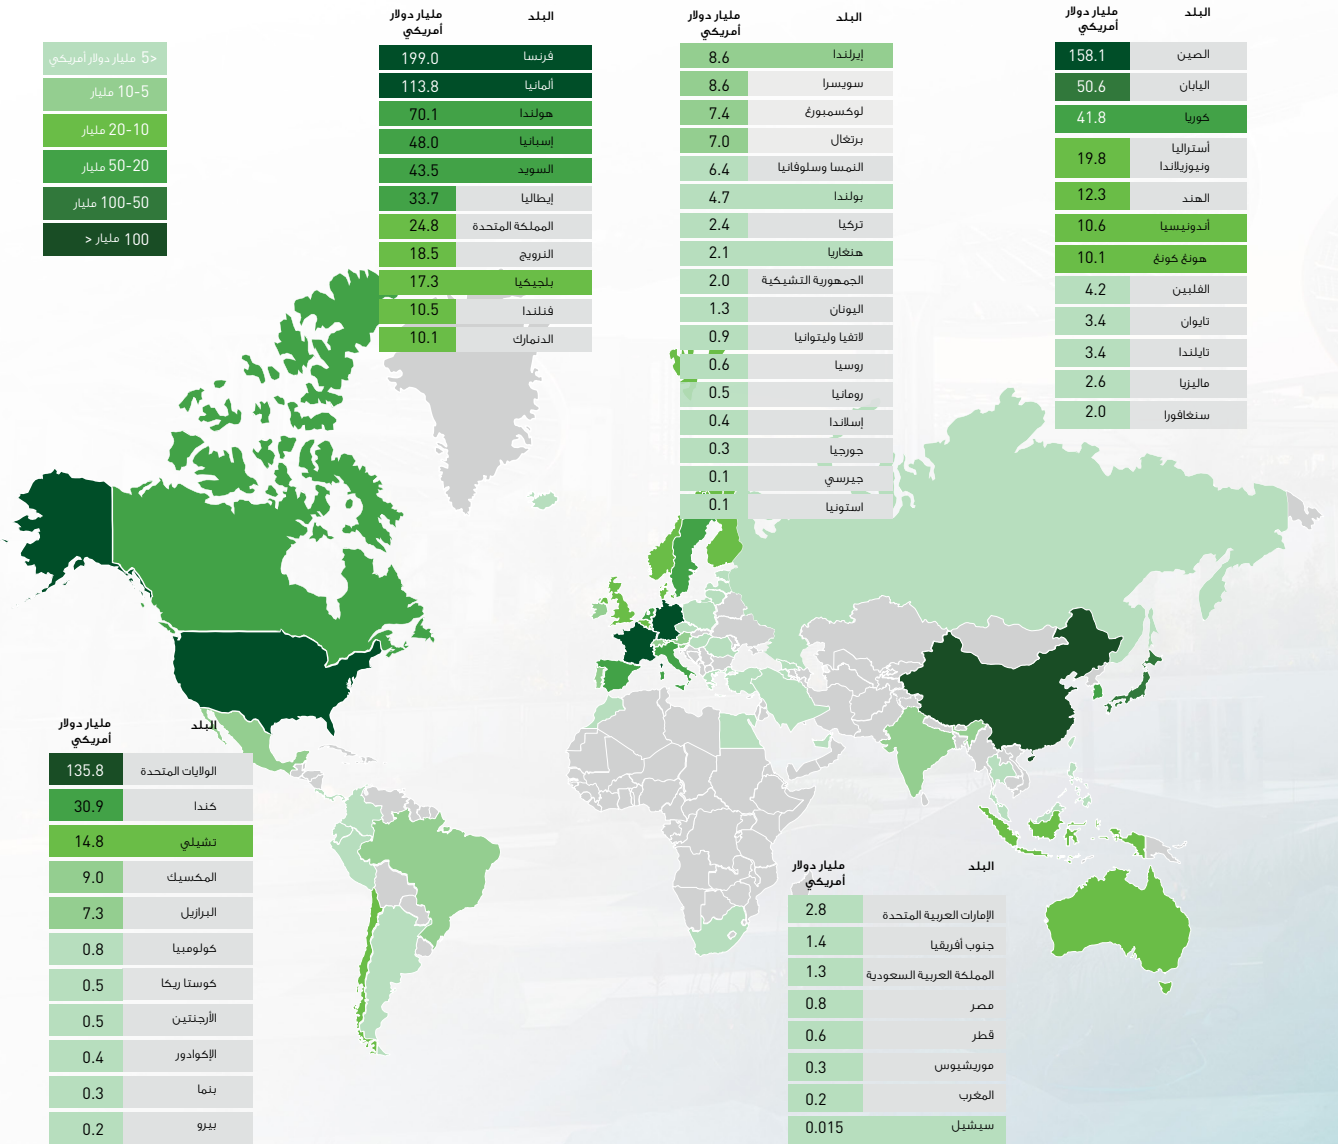 <5 مليار دولار أمريكي
10-5 مليار
20-10 مليار
50-20 مليار
100-50 مليار
100 مليار <
البلد
مليار دولار
أمريكي
فرنسا 199.0
ألمانيا 113.8
هولندا 70.1
إسبانيا 48.0
السويد 43.5
إيطاليا 33.7
المملكة المتحدة 24.8
النرويج 18.5
بلجيكيا 17.3
فنلندا 10.5
الدنمارك 10.1
البلد
مليار دولار
أمريكي
إيرلندا 8.6
سويسرا 8.6
لوكسمبورغ 7.4
برتغال 7.0
النمسا وسلوفانيا 6.4
بولندا 4.7
تركيا 2.4
هنغاريا 2.1
الجمهورية التشيكية 2.0
اليونان 1.3
لاتفيا وليتوانيا 0.9
روسيا 0.6
رومانيا 0.5
إسلاندا 0.4
جورجيا 0.3
جيرسي 0.1
استونيا 0.1
البلد
مليار دولار
أمريكي
الصين 158.1
اليابان 50.6
كوريا 41.8
أستراليا
ونيوزيلاندا 19.8
الهند 12.3
أندونيسيا 10.6
هونغ كونغ 10.1
الفلبين 4.2
تايوان 3.4
تايلندا 3.4
ماليزيا 2.6
سنغافورا 2.0
البلد
مليار دولار
أمريكي
الولايات المتحدة 135.8
كندا 30.9
تشيلي 14.8
المكسيك 9.0
البرازيل 7.3
كولومبيا 0.8
كوستا ريكا 0.5
الأرجنتين 0.5
الإكوادور 0.4
بنما 0.3
بيرو 0.2
البلد
مليار دولار
أمريكي
الإمارات العربية المتحدة 2.8
جنوب أفريقيا 1.4
المملكة العربية السعودية 1.3
مصر 0.8
قطر 0.6
موريشيوس 0.3
المغرب 0.2
سيشيل 0.015